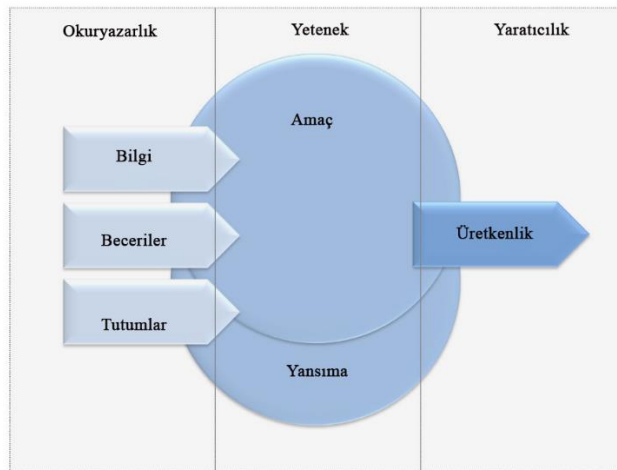 Okuryazarlık
Yetenek
Yaratıcılık
Amaç
Bilgi
Beceriler
Üretkenlik
Tutumlar
Yansıma